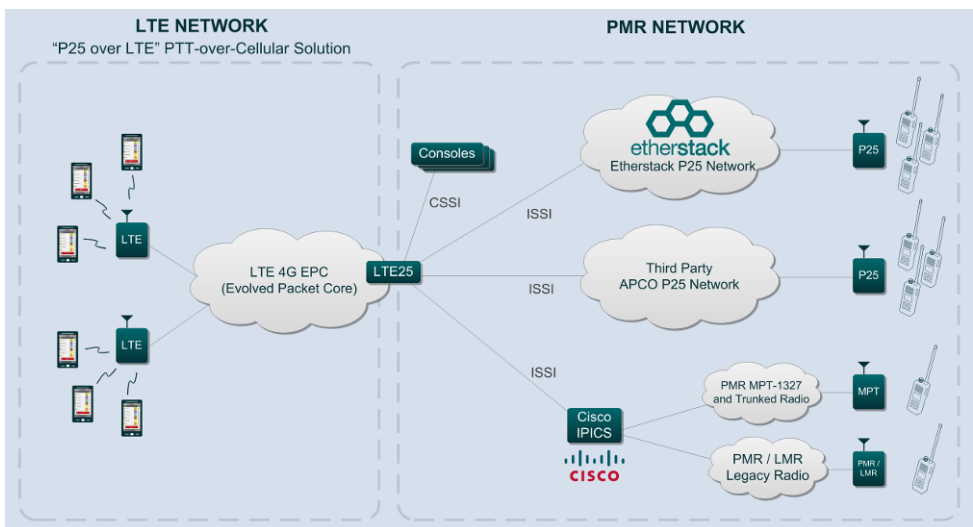 LTE NETWORK
"P25 over LTE" PTT-over-Cellular Solution
PMR NETWORK
LTE
LTE
LTE 4G EPC
(Evolved Packet Core)
LTE25
Consoles
CSSI
ISSI
etherstack
Etherstack P25 Network
P25
ISSI
Third Party
APCO P25 Network
P25
ISSI
Cisco
IPICS
CISCO
PMR MPT-1327
and Trunked Radio
MPT
PMR / LMR
Legacy Radio
PMR /
LMR